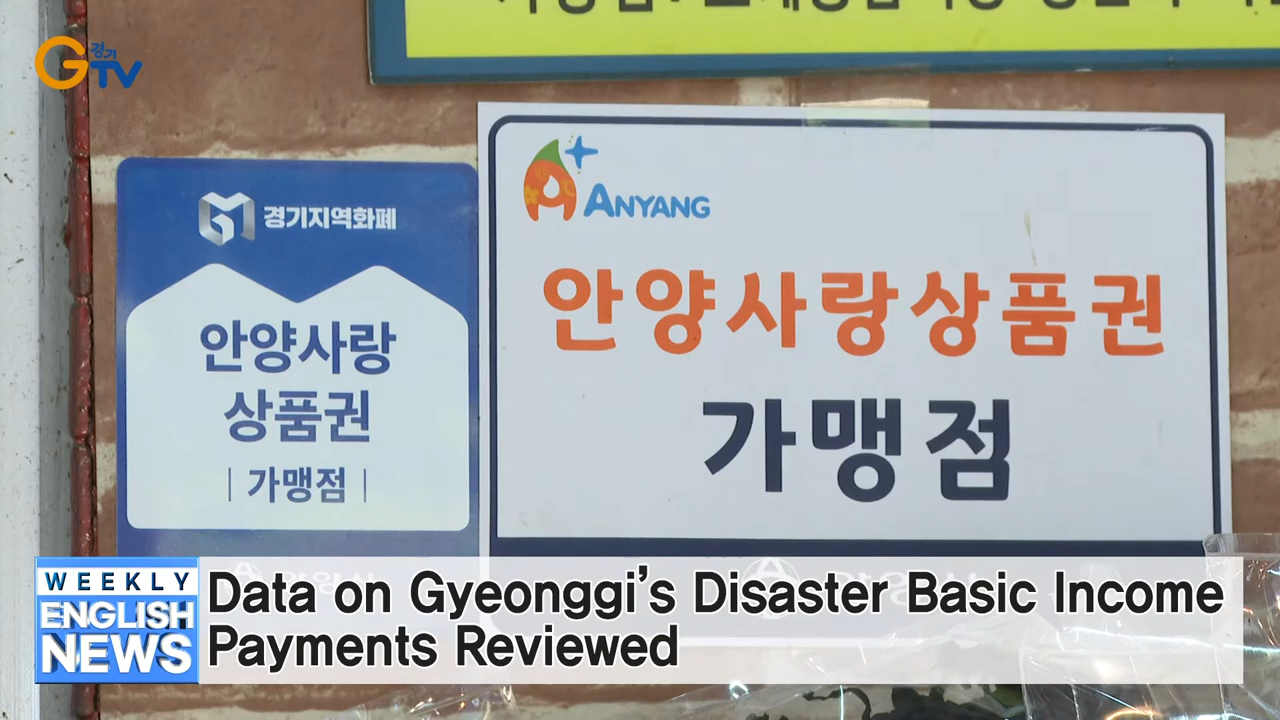 경기
GTV
경기지역화폐
안양사랑
상품권
가맹점
ANYANG
안양사랑상품권
가맹점
WEEKLY
ENGLISH
NEWS
Data on Gyeonggi's Disaster Basic Income
Payments Reviewed